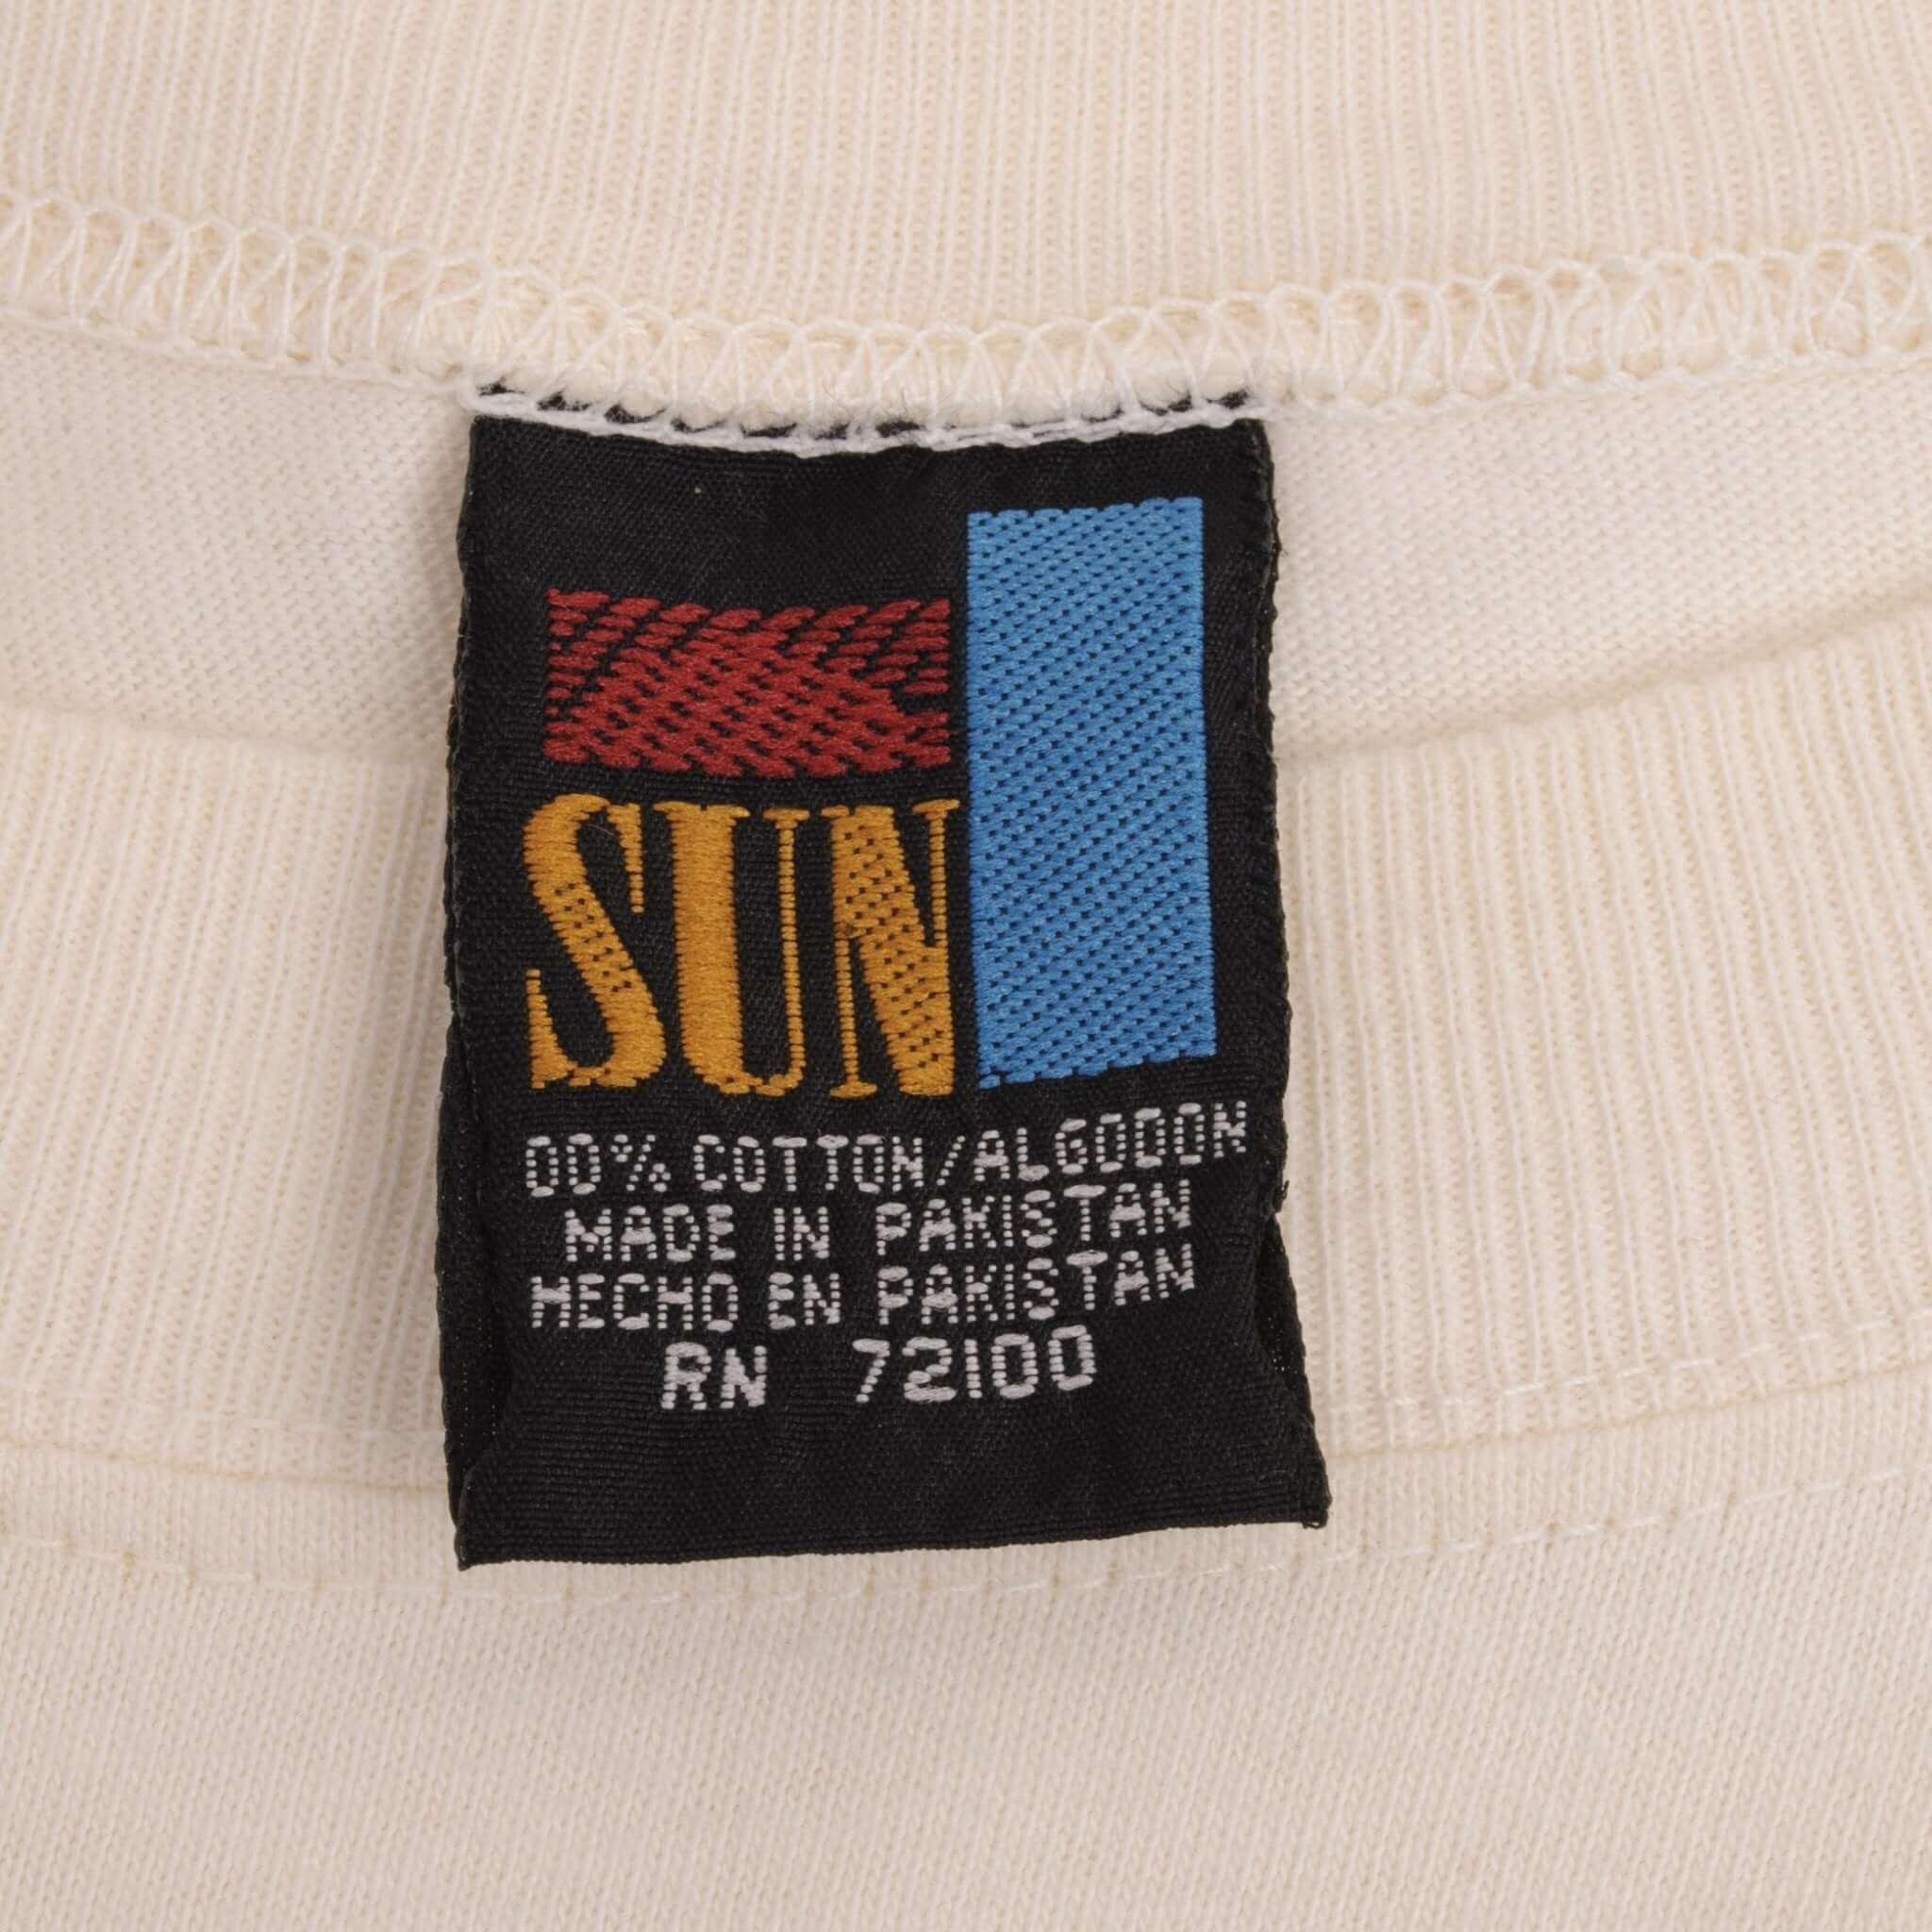 SUN
00% COTTON/ALGODON
MADE IN PAKISTAN
HECHO EN PAKISTAN
RN 72100